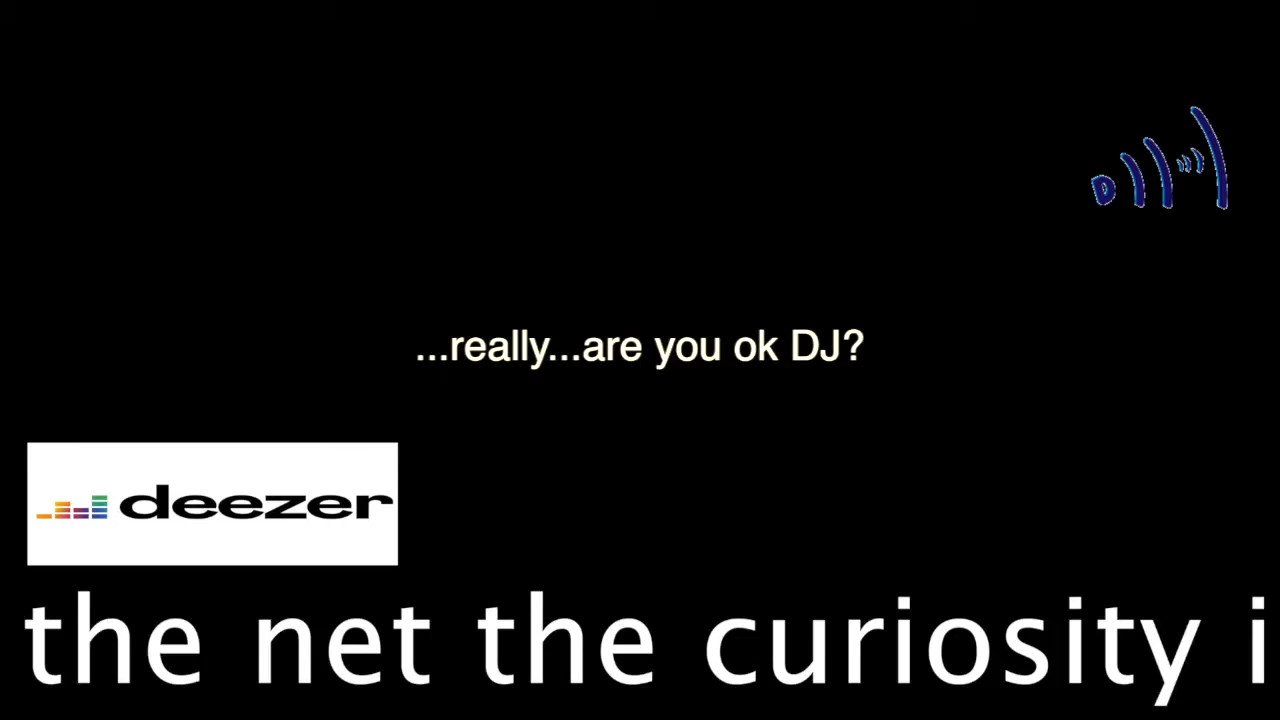 D
...really...are you ok DJ?
deezer
the net the curiosity i